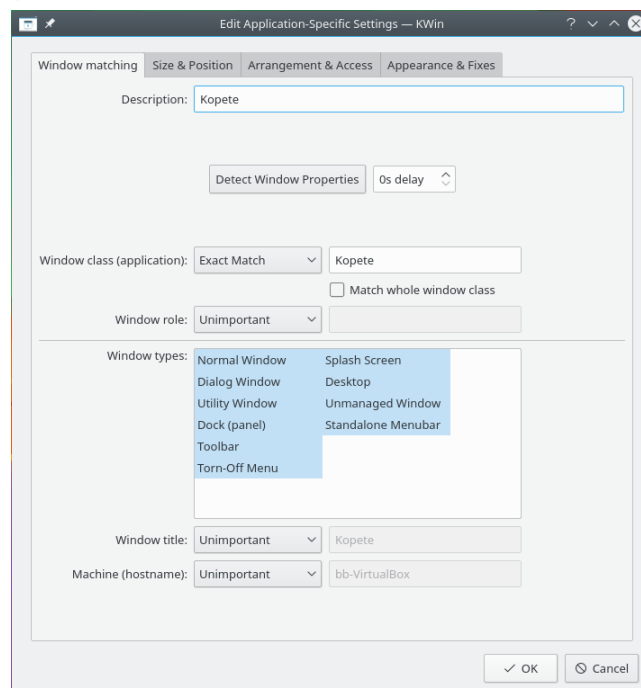 Edit Application-Specific Settings — KWin
Window matching Size & Position Arrangement & Access Appearance & Fixes
Description: Kopete
Detect Window Properties 0s delay
Window class (application): Exact Match Kopete
Match whole window class
Window role: Unimportant
Window types: Normal Window Splash Screen
Dialog Window Desktop
Utility Window Unmanaged Window
Dock (panel) Standalone Menubar
Toolbar
Torn-Off Menu
Window title: Unimportant Kopete
Machine (hostname): Unimportant bb-VirtualBox
OK Cancel